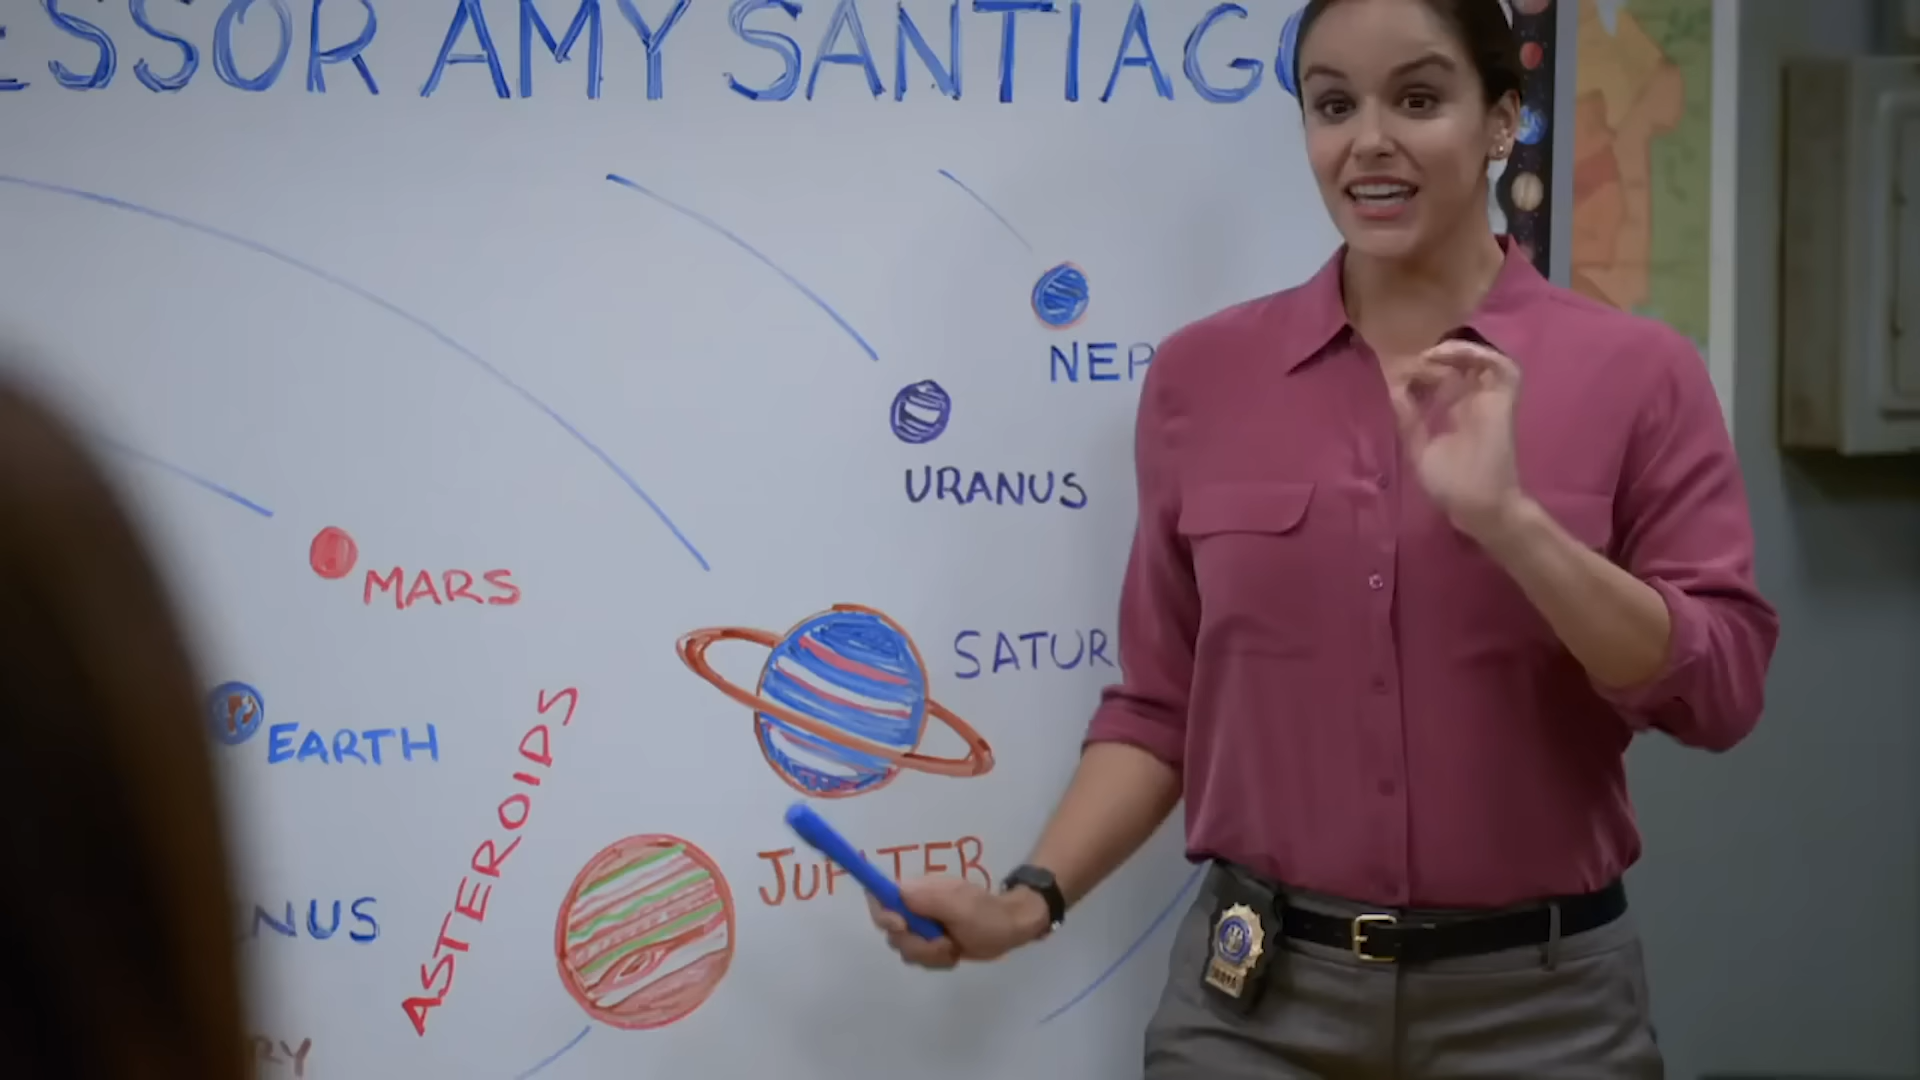 ESSOR AMY SANTIAGO
NEP
URANUS
MARS
SATUR
EARTH
ASTEROIDS
JUPITER
NUS
RY